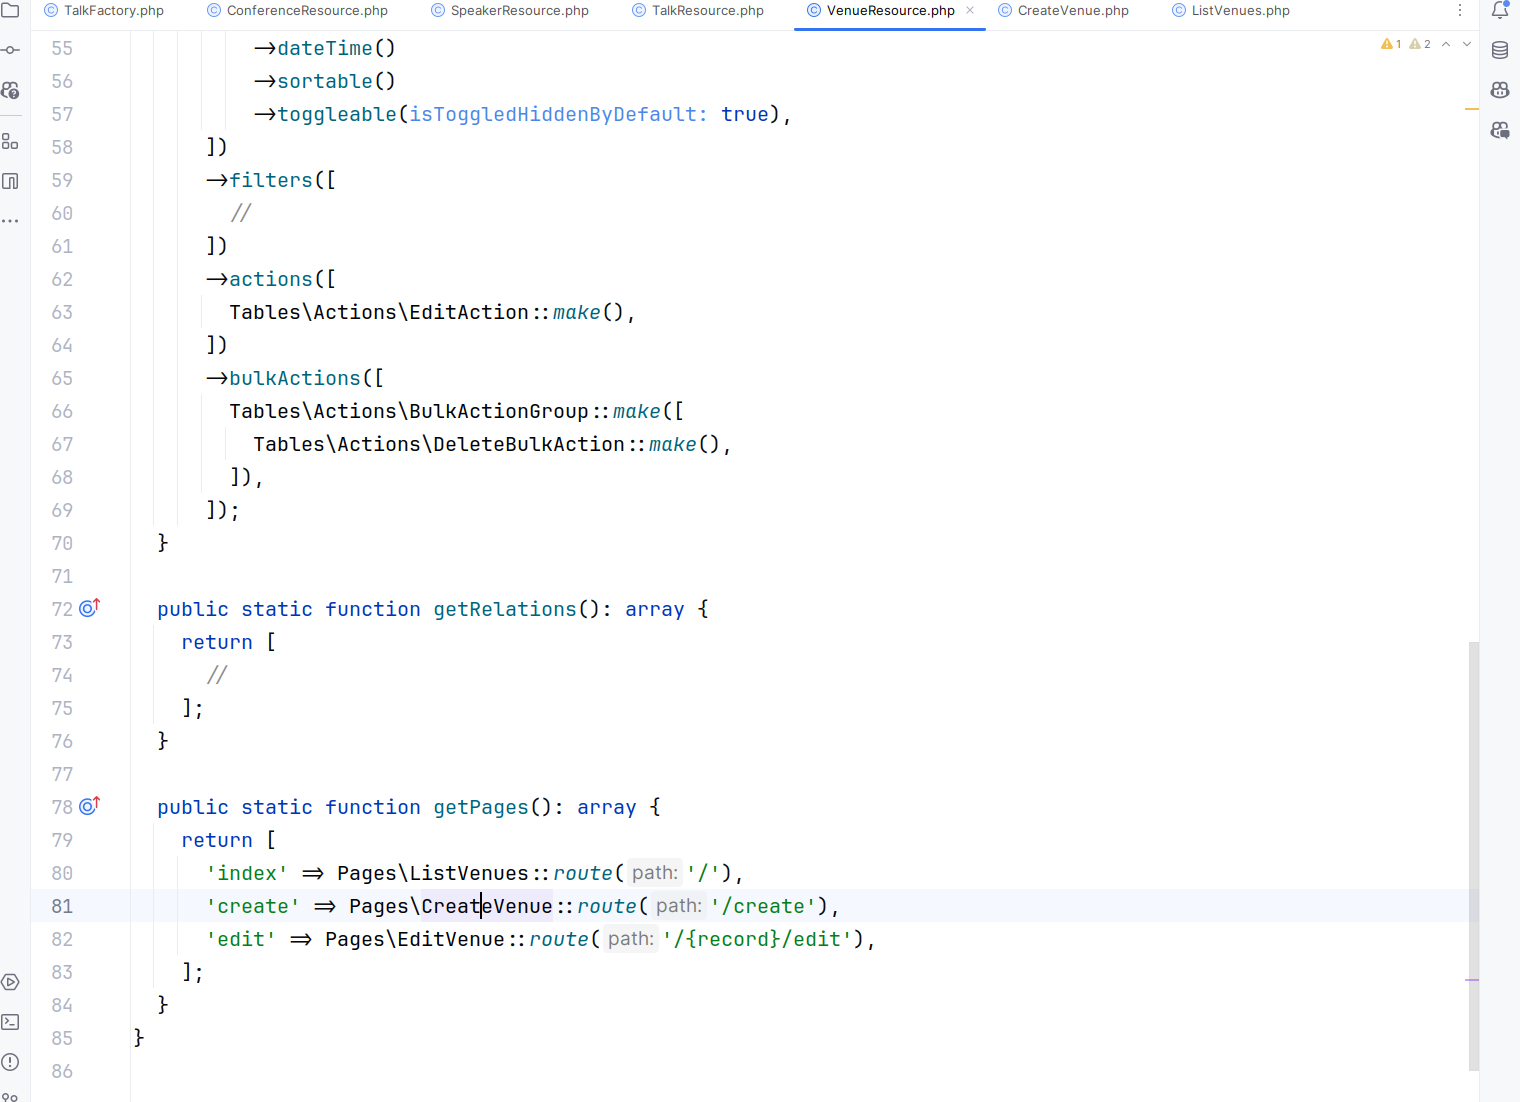 TalkFactory.php ConferenceResource.php SpeakerResource.php TalkResource.php VenueResource.php × CreateVenue.php ListVenues.php
1 2
55 ->dateTime()
56 ->sortable()
57 ->toggleable(isToggledHiddenByDefault: true),
58 ])
59 ->filters([
60 //
61 ])
62 ->actions([
63 Tables\Actions\EditAction::make(),
64 ])
65 ->bulkActions([
66 Tables\Actions\BulkActionGroup::make([
67 Tables\Actions\DeleteBulkAction::make(),
68 ]),
69 ]);
70 }
71
72 public static function getRelations(): array {
73 return [
74 //
75 ];
76 }
77
78 public static function getPages(): array {
79 return [
80 'index' => Pages\ListVenues::route( path: '/'),
81 'create' => Pages\CreateVenue::route( path: '/create'),
82 'edit' => Pages\EditVenue::route( path: '/{record}/edit'),
83 ];
84 }
85 }
86